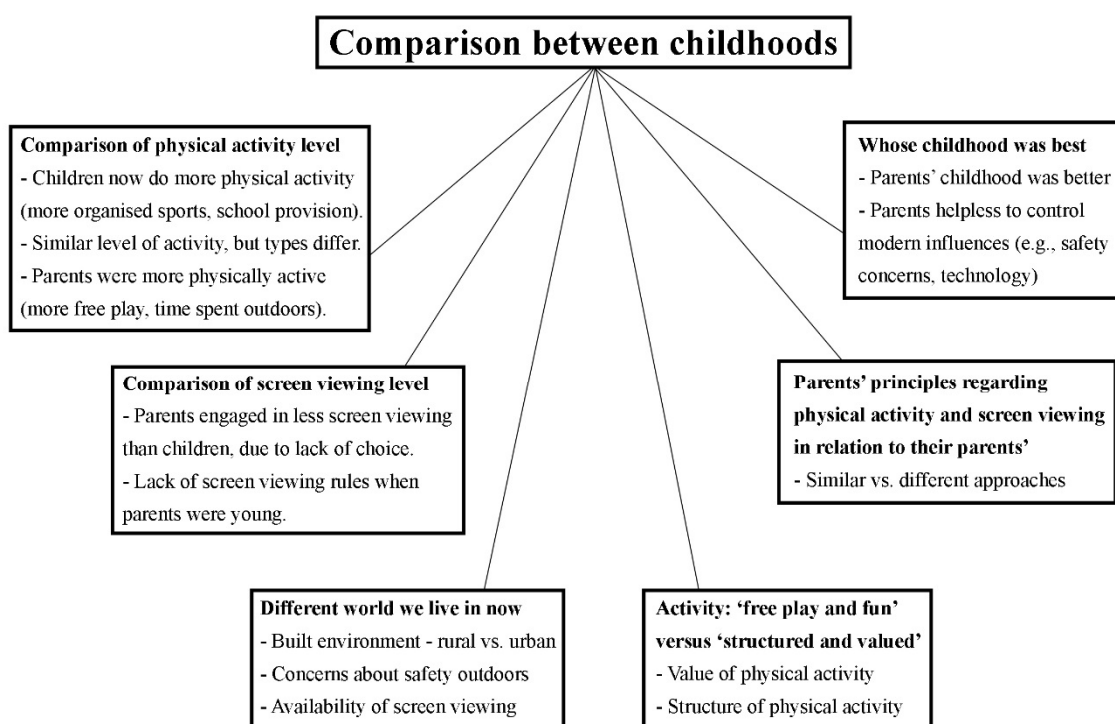 Comparison between childhoods
Comparison of physical activity level
- Children now do more physical activity
(more organised sports, school provision).
- Similar level of activity, but types differ.
- Parents were more physically active
(more free play, time spent outdoors).
Whose childhood was best
- Parents’ childhood was better
- Parents helpless to control
modern influences (e.g., safety
concerns, technology)
Comparison of screen viewing level
- Parents engaged in less screen viewing
than children, due to lack of choice.
- Lack of screen viewing rules when
parents were young.
Parents’ principles regarding
physical activity and screen viewing
in relation to their parents’
- Similar vs. different approaches
Different world we live in now
- Built environment - rural vs. urban
- Concerns about safety outdoors
- Availability of screen viewing
Activity: ‘free play and fun’
versus ‘structured and valued’
- Value of physical activity
- Structure of physical activity